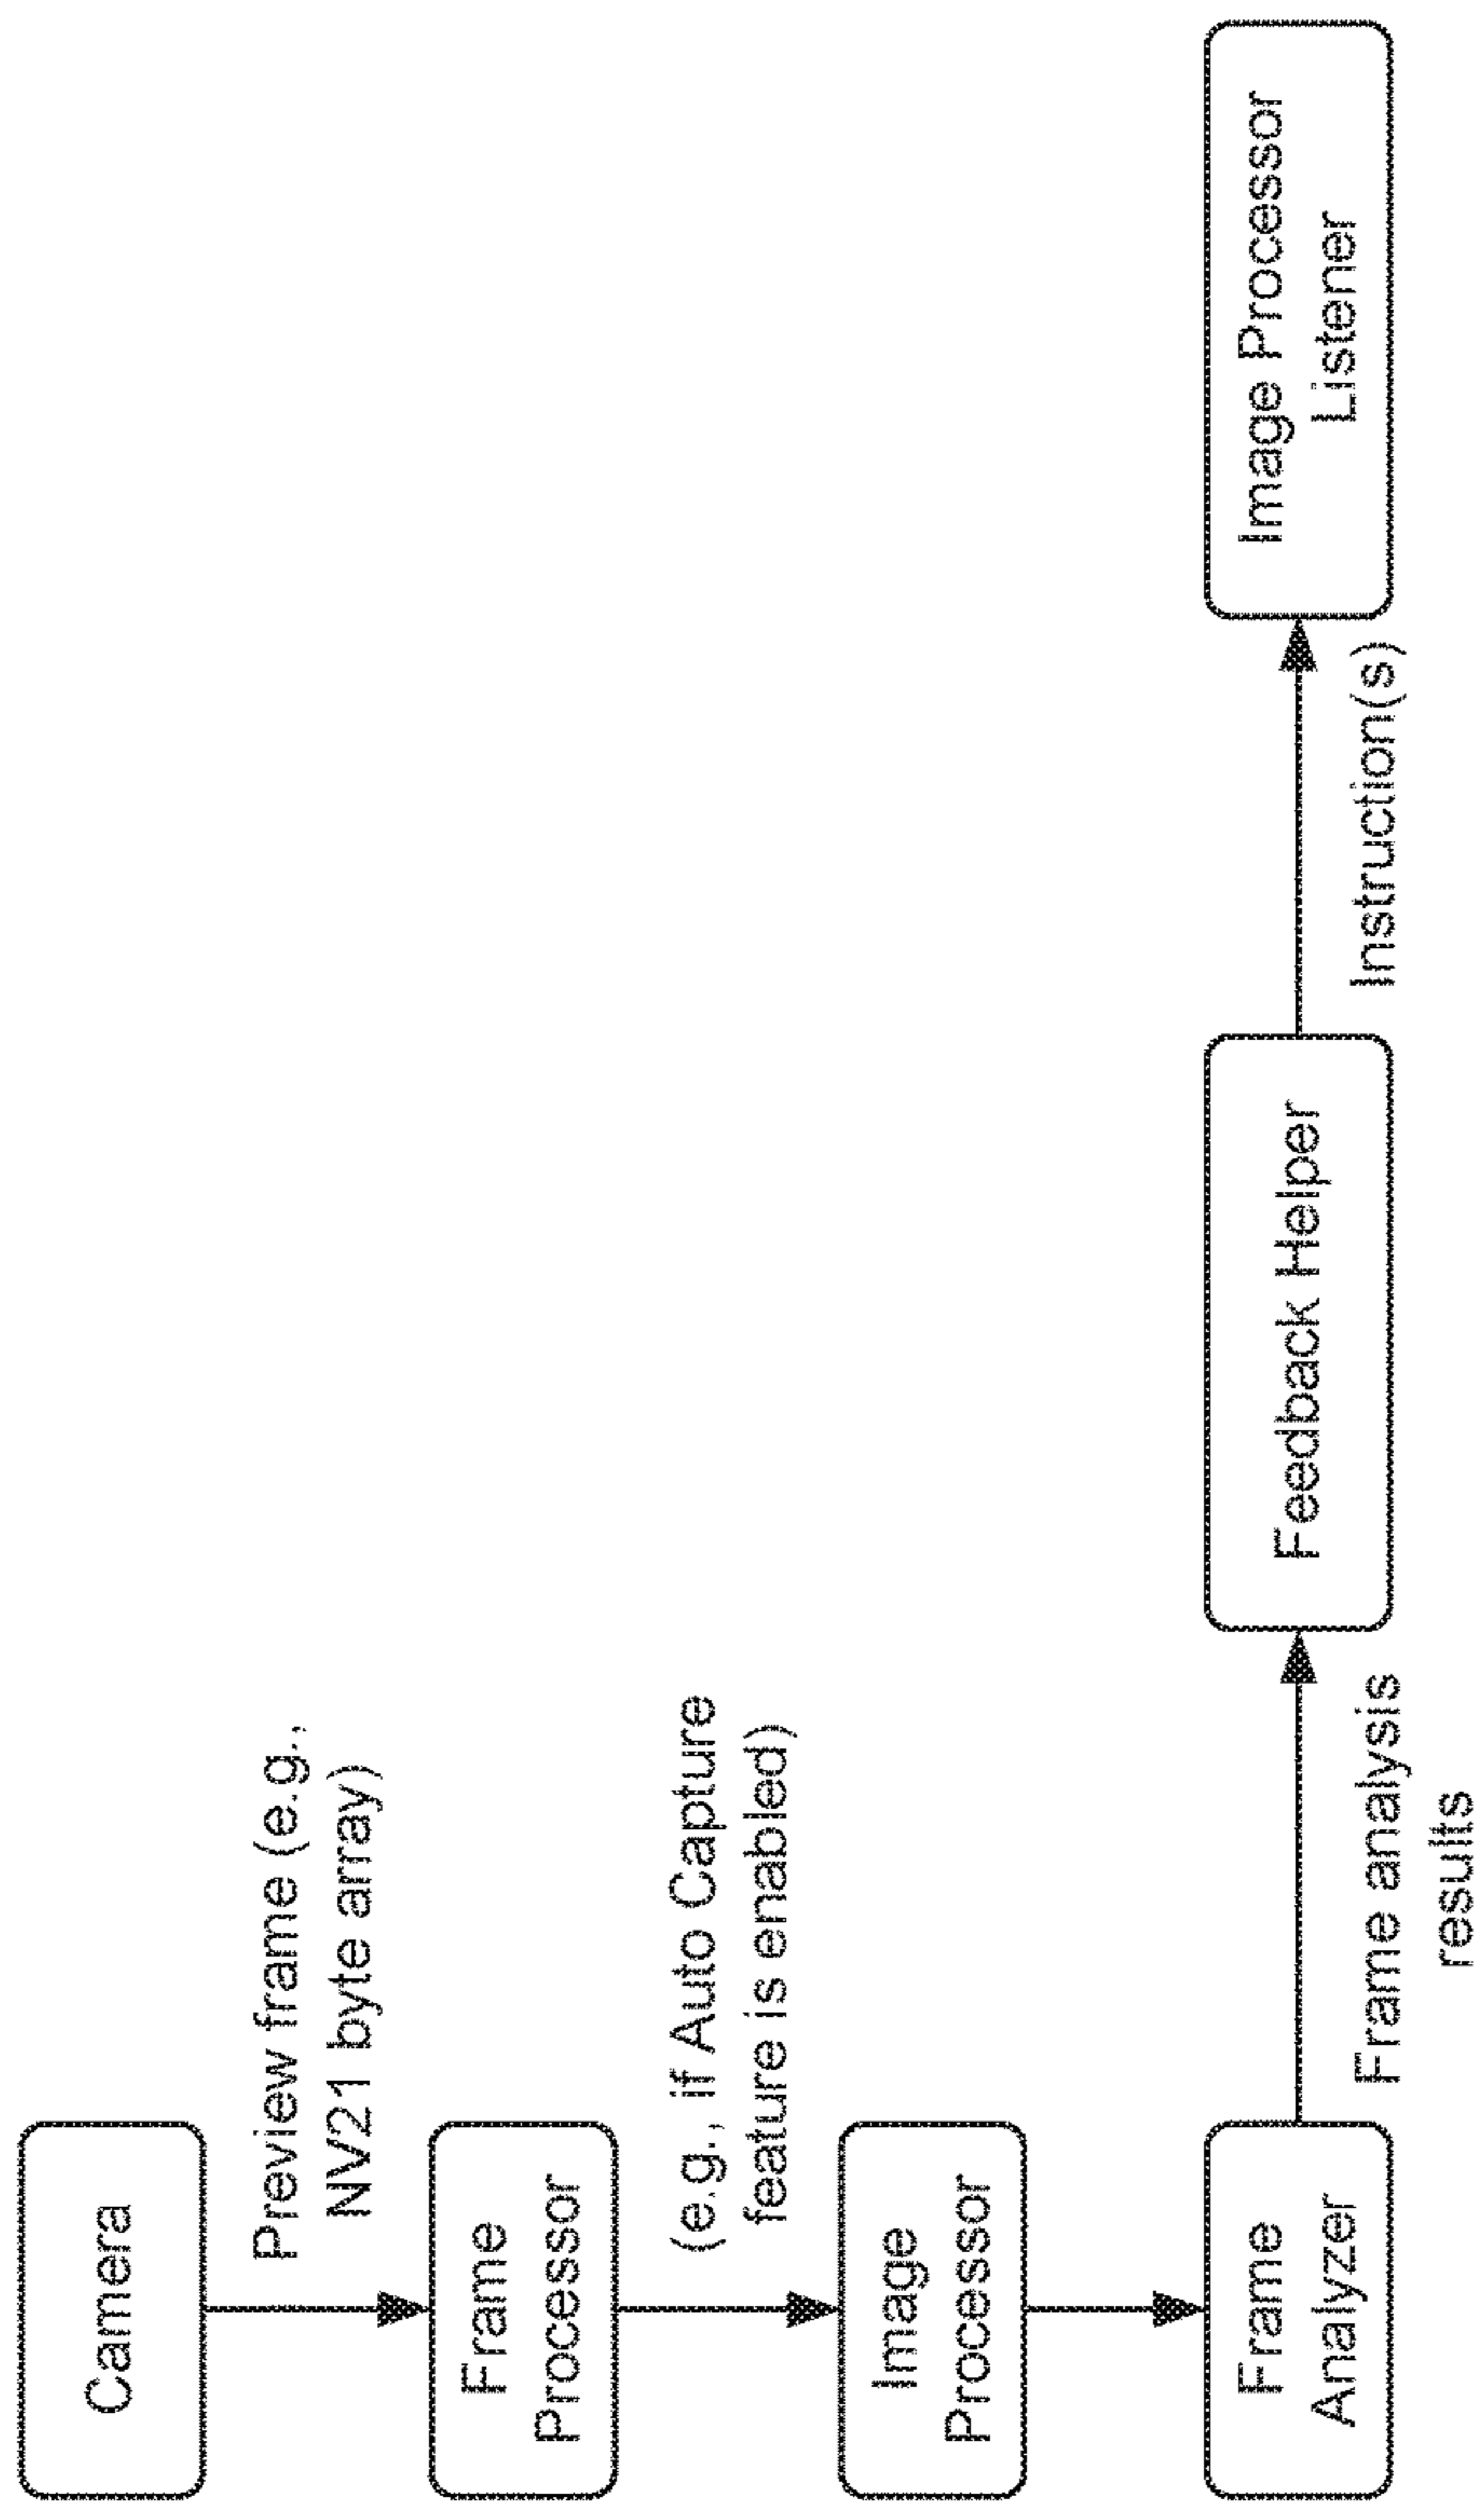 Camera
Preview frame (e.g.,
NV21 byte array)
Frame
Processor
(e.g., if Auto Capture
feature is enabled)
Image
Processor
Frame
Analyzer
Frame analysis
results
Feedback Helper
Instruction(s)
Image Processor
Listener